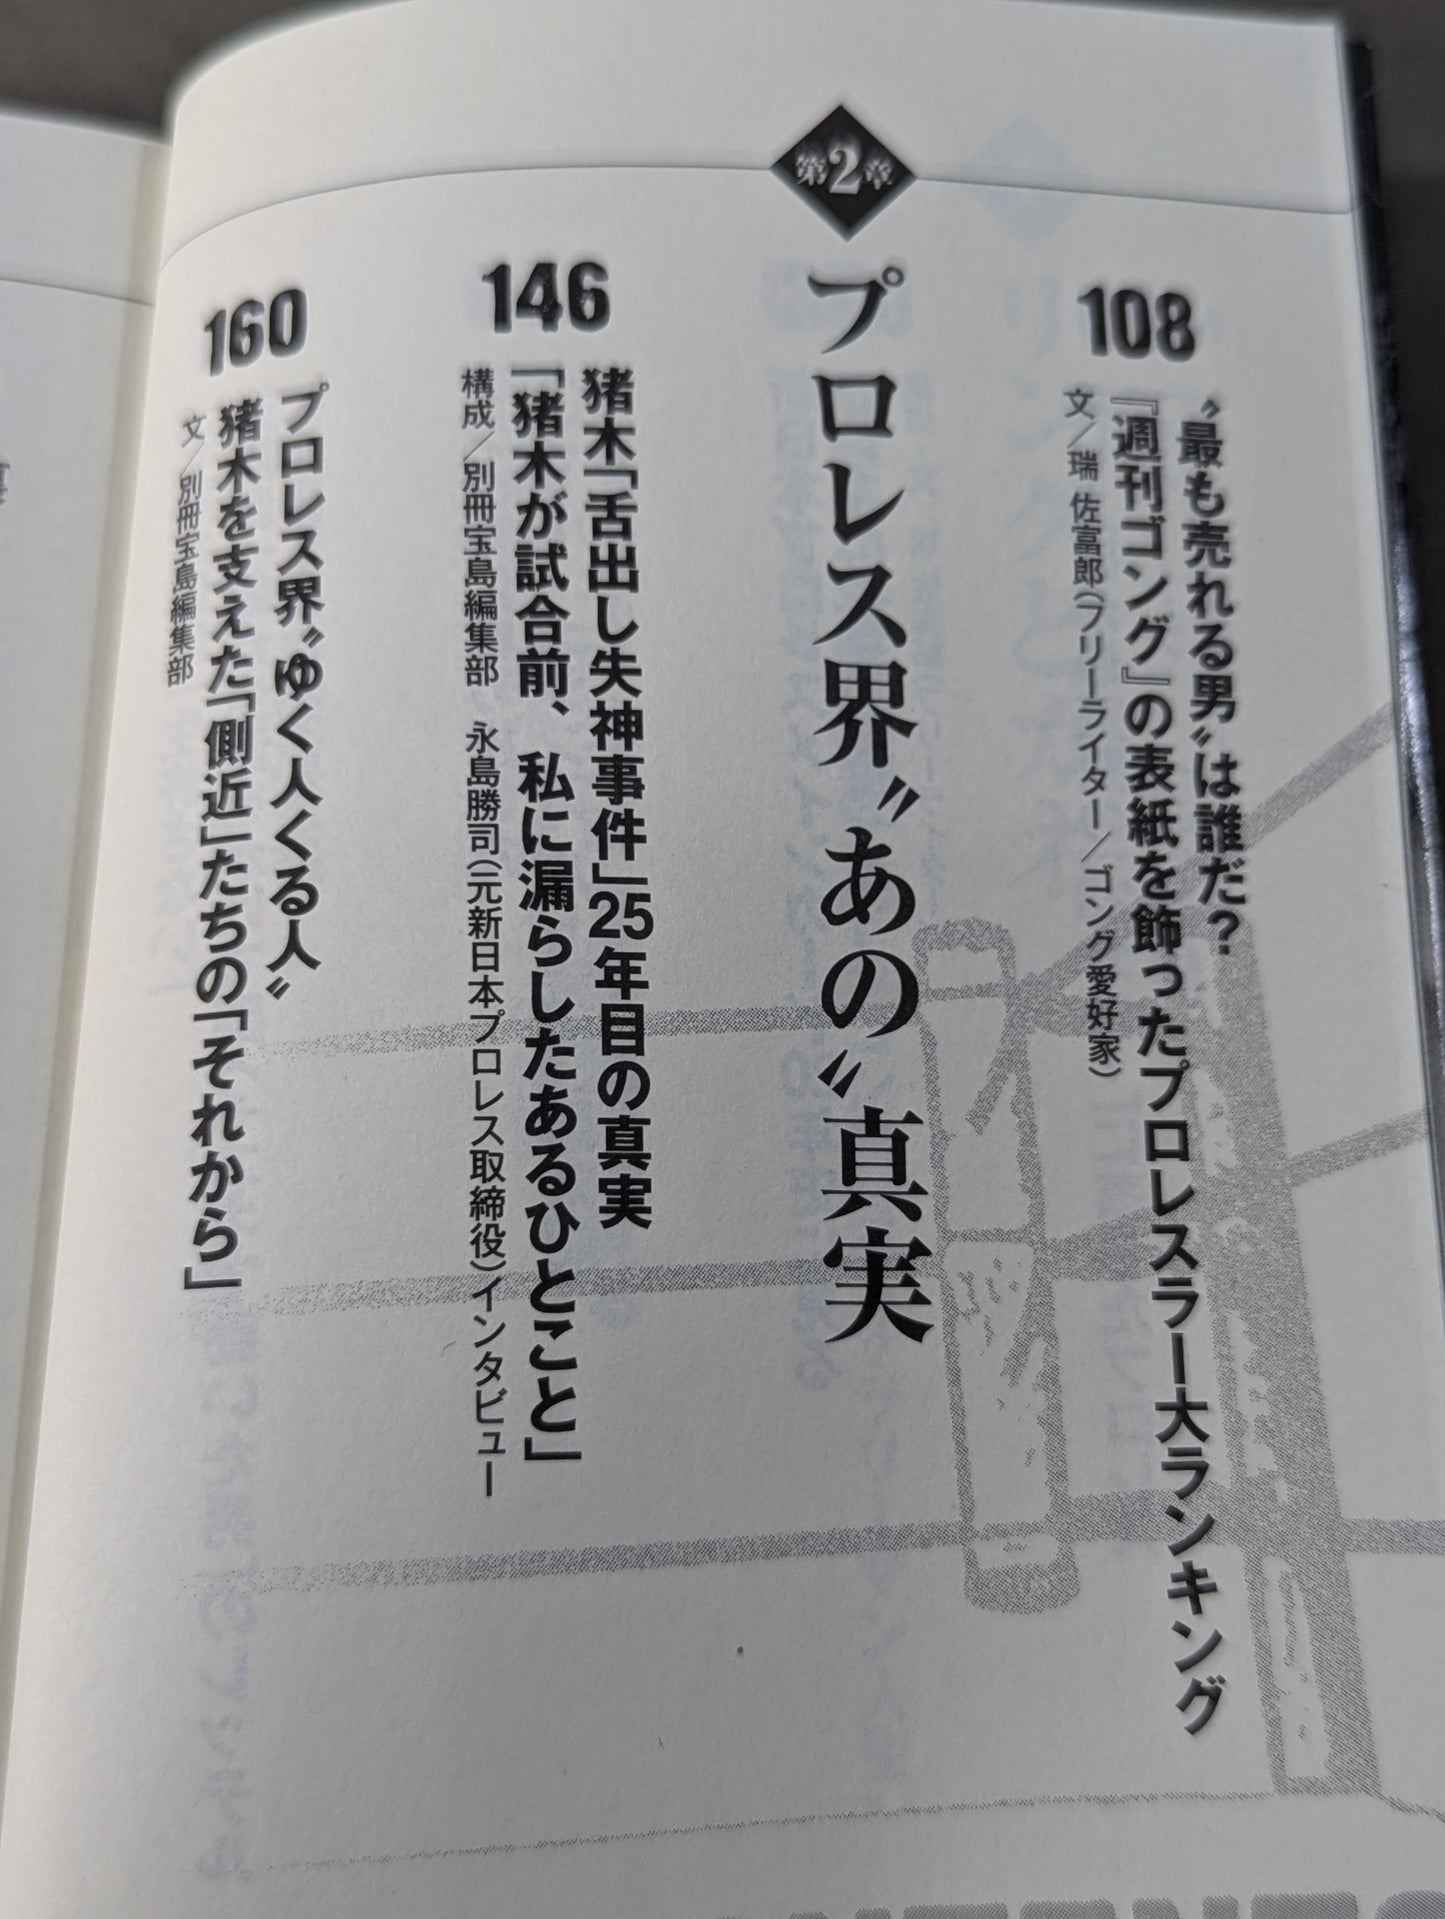 108
〝最も売れる男〟は誰だ?
『週刊ゴング』の表紙を飾ったプロレスラー大ランキング
文/瑞 佐富郎(フリーライター/ゴング愛好家)
第2章
プロレス界〝あの〟真実
146
猪木「舌出し失神事件」25年目の真実
「猪木が試合前、私に漏らしたあるひとこと」
構成/別冊宝島編集部 永島勝司(元新日本プロレス取締役)インタビュー
160
プロレス界〝ゆく人くる人〟
猪木を支えた「側近」たちの「それから」
文/別冊宝島編集部